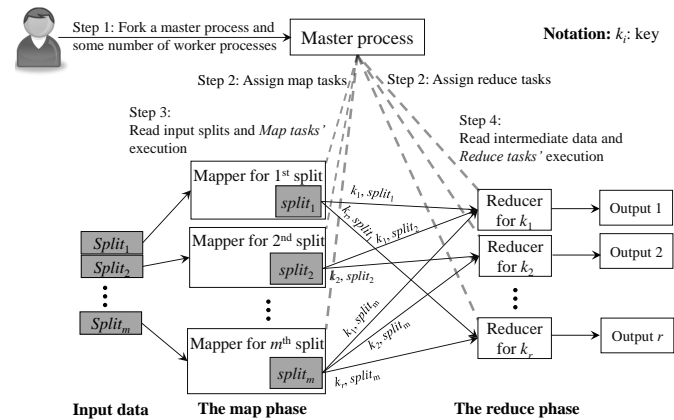 Step 1: Fork a master process and
some number of worker processes
Master process
Notation: kᵢ: key
Step 2: Assign map tasks
Step 2: Assign reduce tasks
Step 3:
Read input splits and Map tasks’
execution
Step 4:
Read intermediate data and
Reduce tasks’ execution
Mapper for 1st split
split₁
k₁, split₁
kᵣ, split₁
Reducer
for k₁
Output 1
Split₁
Split₂
Mapper for 2nd split
split₂
k₁, split₂
k₂, split₂
Reducer
for k₂
Output 2
Splitₘ
Mapper for mth split
splitₘ
k₁, splitₘ
k₂, splitₘ
kᵣ, splitₘ
Reducer
for kᵣ
Output r
Input data
The map phase
The reduce phase